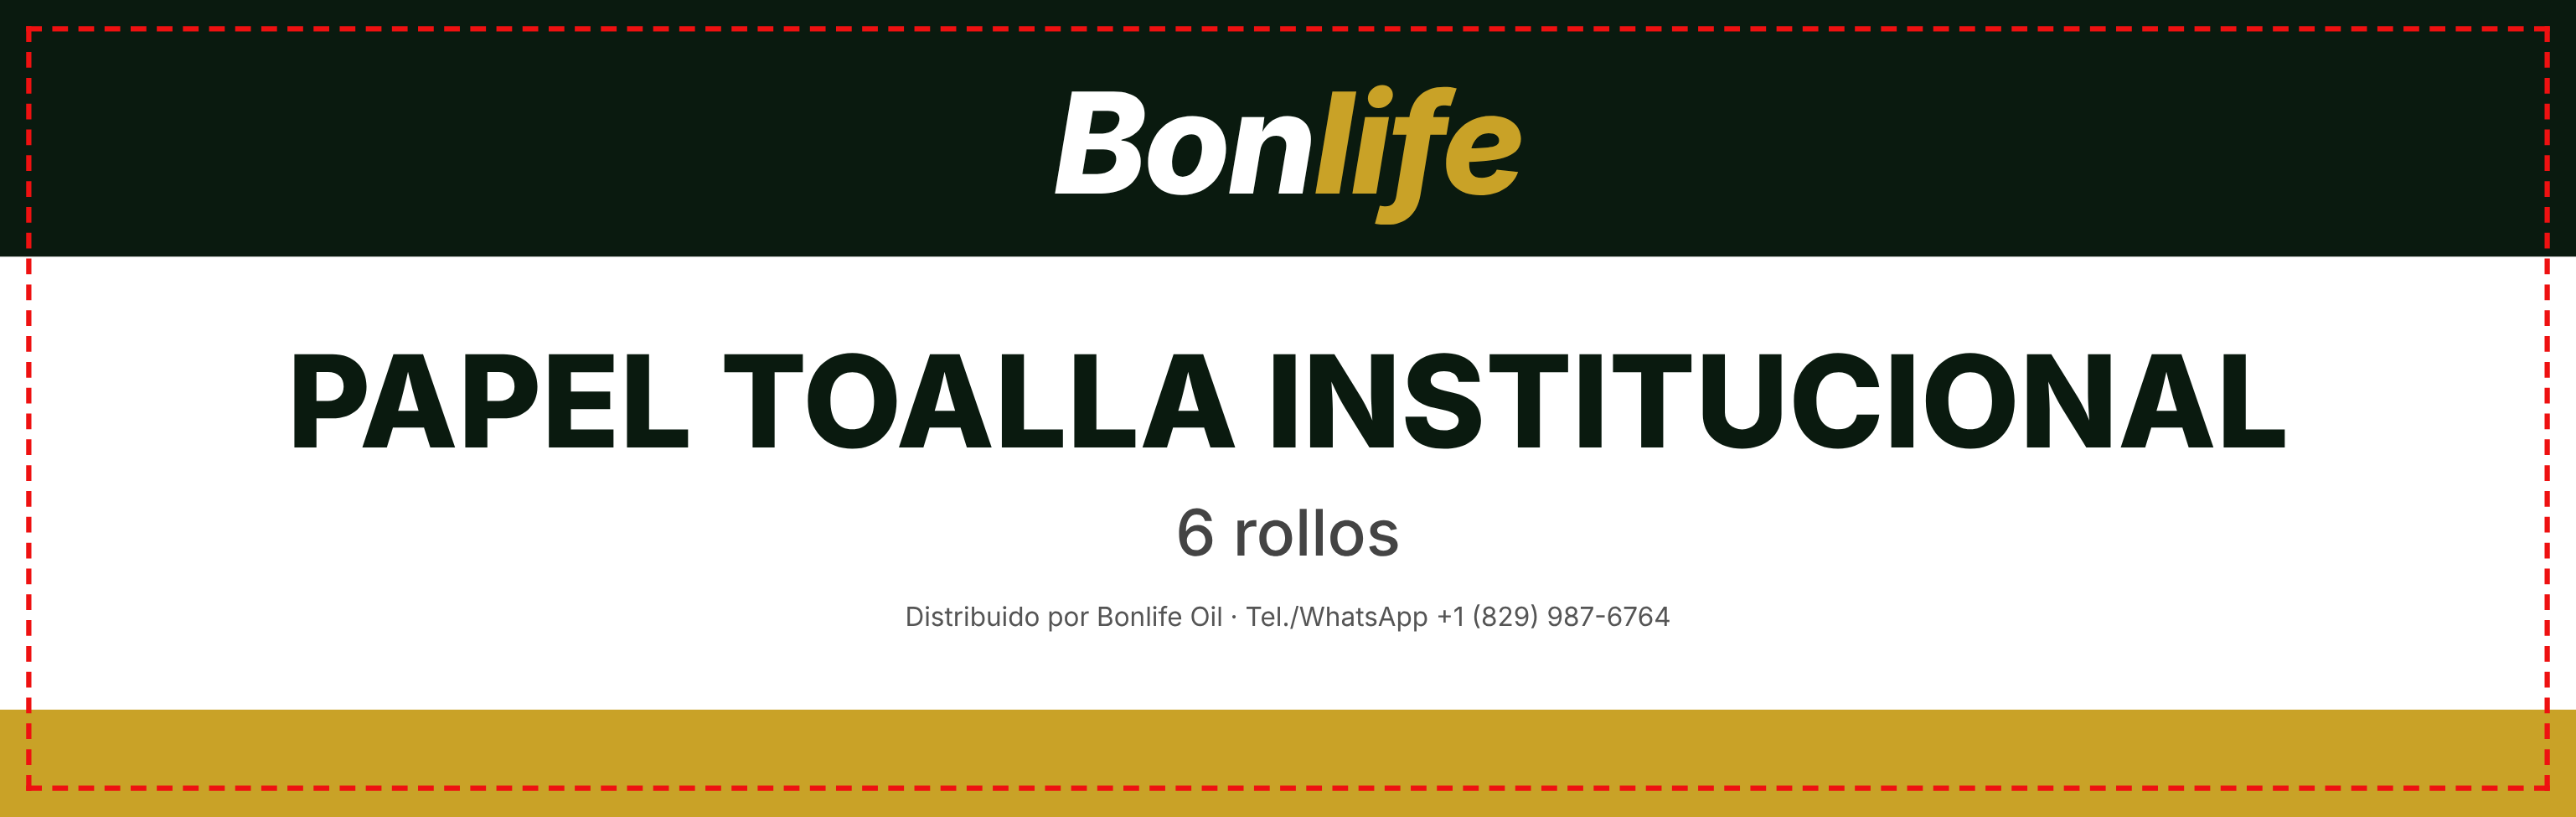 Bonlife
PAPEL TOALLA INSTITUCIONAL
6 rollos
Distribuido por Bonlife Oil · Tel./WhatsApp +1 (829) 987-6764